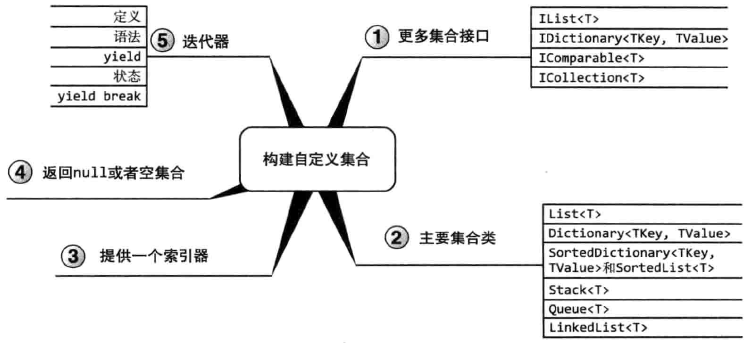 构建自定义集合
① 更多集合接口
IList<T>
IDictionary<TKey, TValue>
IComparable<T>
ICollection<T>
② 主要集合类
List<T>
Dictionary<TKey, TValue>
SortedDictionary<TKey,
TValue>和SortedList<T>
Stack<T>
Queue<T>
LinkedList<T>
③ 提供一个索引器
④ 返回null或者空集合
⑤ 迭代器
定义
语法
yield
状态
yield break